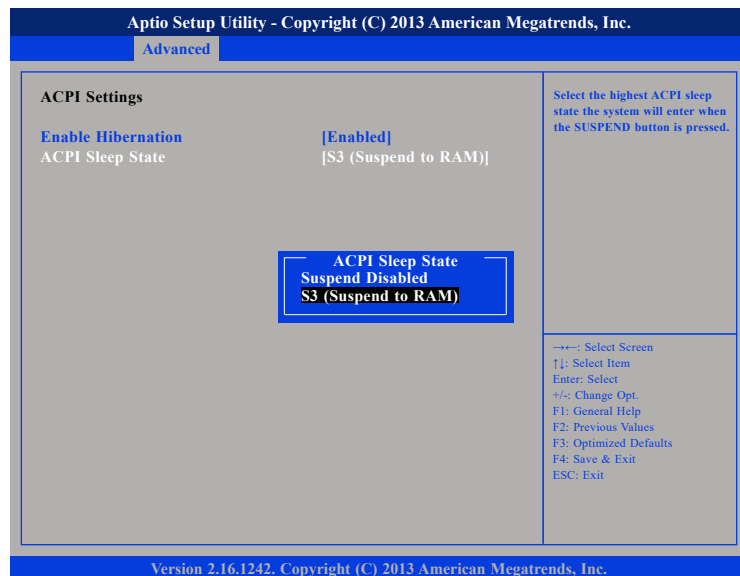 Aptio Setup Utility - Copyright (C) 2013 American Megatrends, Inc.
Advanced
ACPI Settings
Enable Hibernation [Enabled]
ACPI Sleep State [S3 (Suspend to RAM)]
ACPI Sleep State
Suspend Disabled
S3 (Suspend to RAM)
Select the highest ACPI sleep
state the system will enter when
the SUSPEND button is pressed.
→←: Select Screen
↑↓: Select Item
Enter: Select
+/-: Change Opt.
F1: General Help
F2: Previous Values
F3: Optimized Defaults
F4: Save & Exit
ESC: Exit
Version 2.16.1242. Copyright (C) 2013 American Megatrends, Inc.